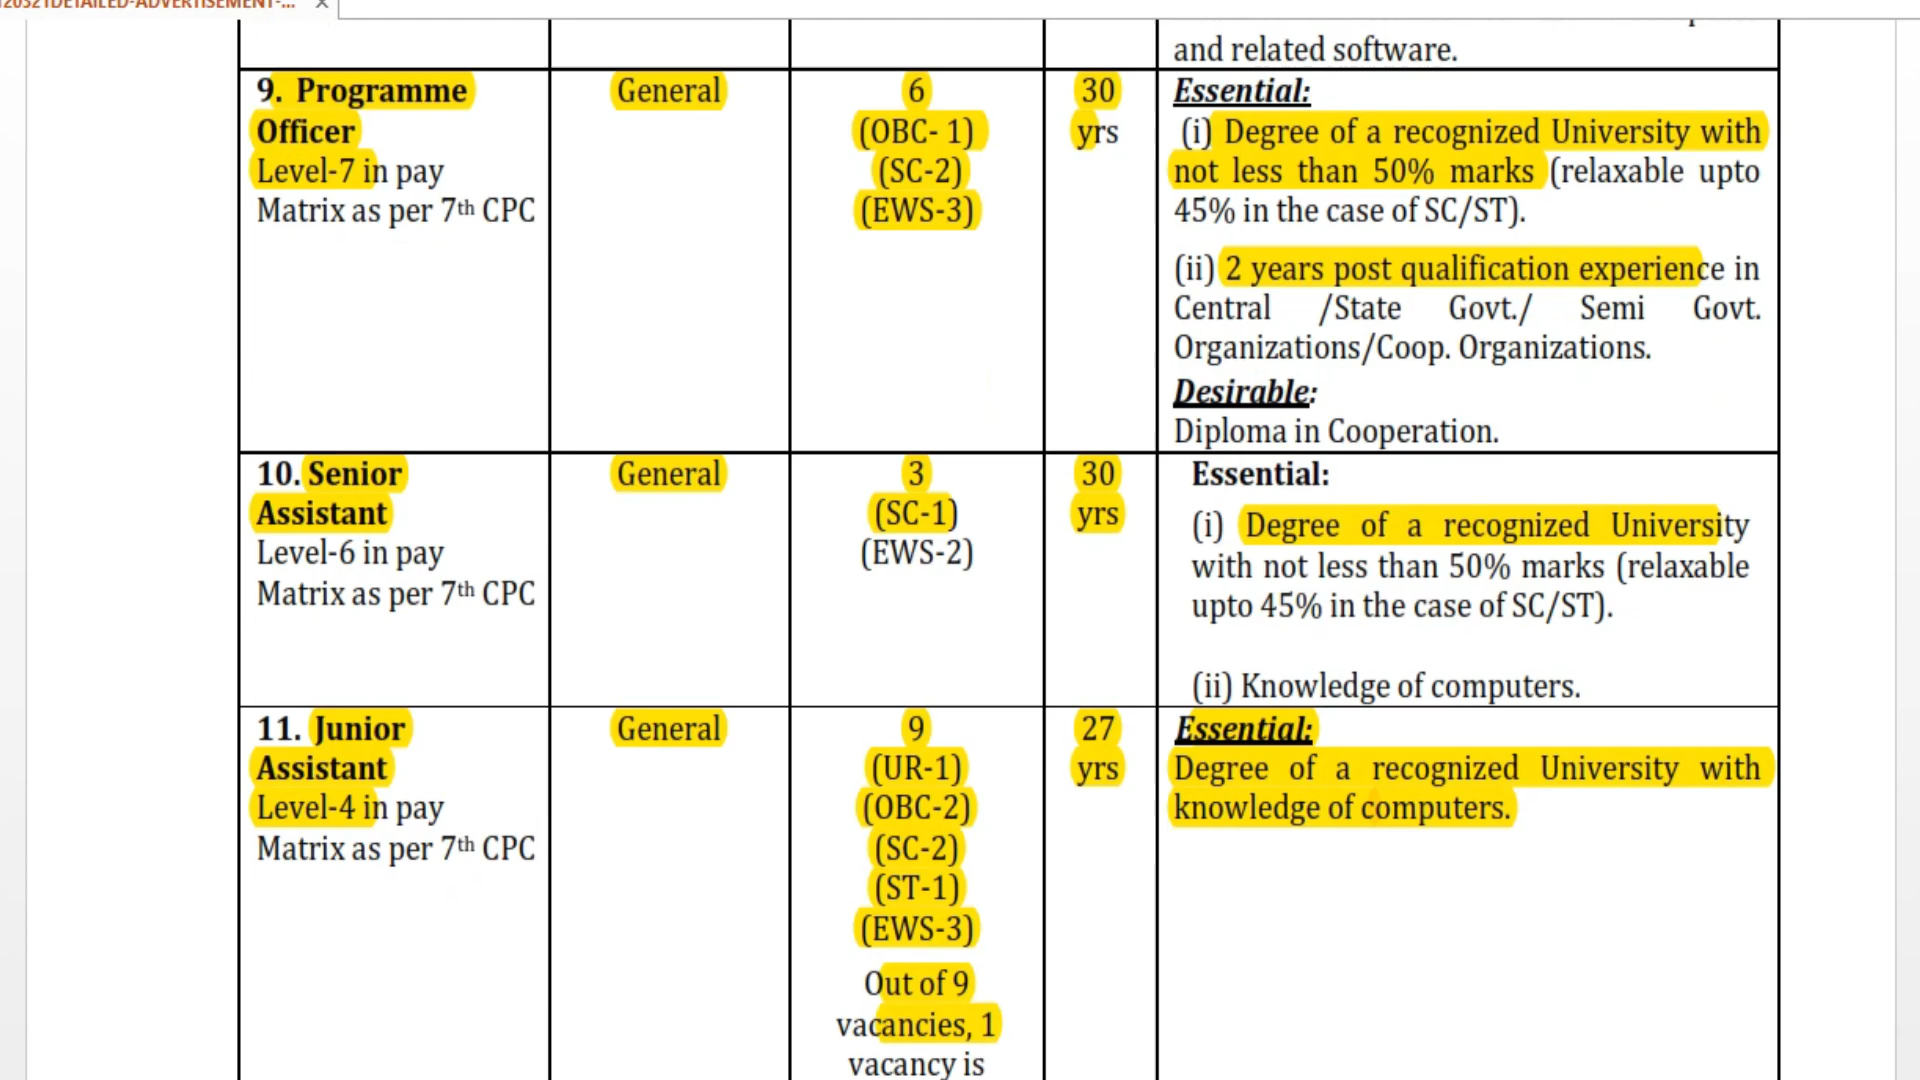 120321DETAILED-ADVERTISEMENT-... ×
and related software.
9. Programme
Officer
Level-7 in pay
Matrix as per 7th CPC
General
6
(OBC- 1)
(SC-2)
(EWS-3)
30
yrs
Essential:
(i) Degree of a recognized University with
not less than 50% marks (relaxable upto
45% in the case of SC/ST).
(ii) 2 years post qualification experience in
Central /State Govt./ Semi Govt.
Organizations/Coop. Organizations.
Desirable:
Diploma in Cooperation.
10. Senior
Assistant
Level-6 in pay
Matrix as per 7th CPC
General
3
(SC-1)
(EWS-2)
30
yrs
Essential:
(i) Degree of a recognized University
with not less than 50% marks (relaxable
upto 45% in the case of SC/ST).
(ii) Knowledge of computers.
11. Junior
Assistant
Level-4 in pay
Matrix as per 7th CPC
General
9
(UR-1)
(OBC-2)
(SC-2)
(ST-1)
(EWS-3)
Out of 9
vacancies, 1
vacancy is
27
yrs
Essential:
Degree of a recognized University with
knowledge of computers.